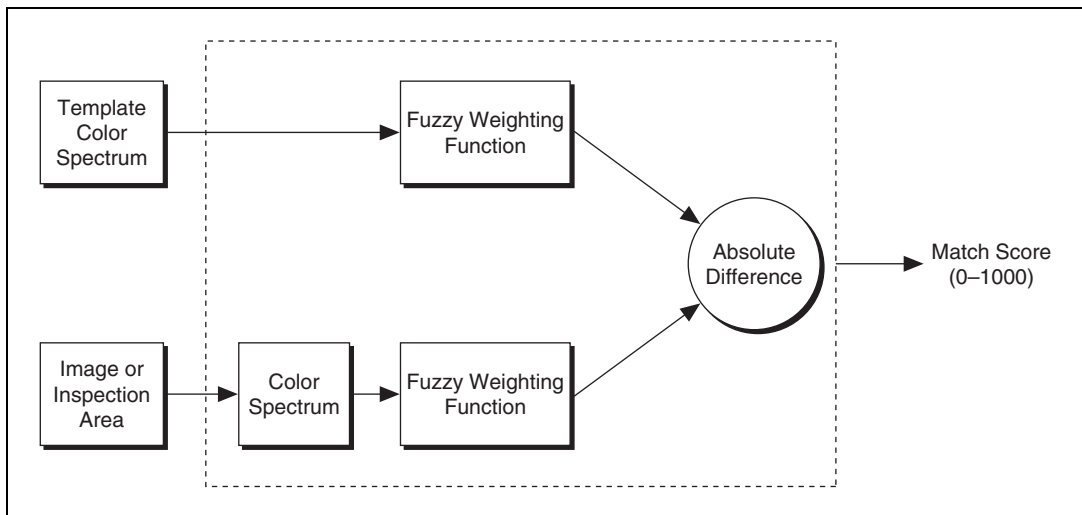 Template
Color
Spectrum
Fuzzy Weighting
Function
Absolute
Difference
Match Score
(0–1000)
Image or
Inspection
Area
Color
Spectrum
Fuzzy Weighting
Function